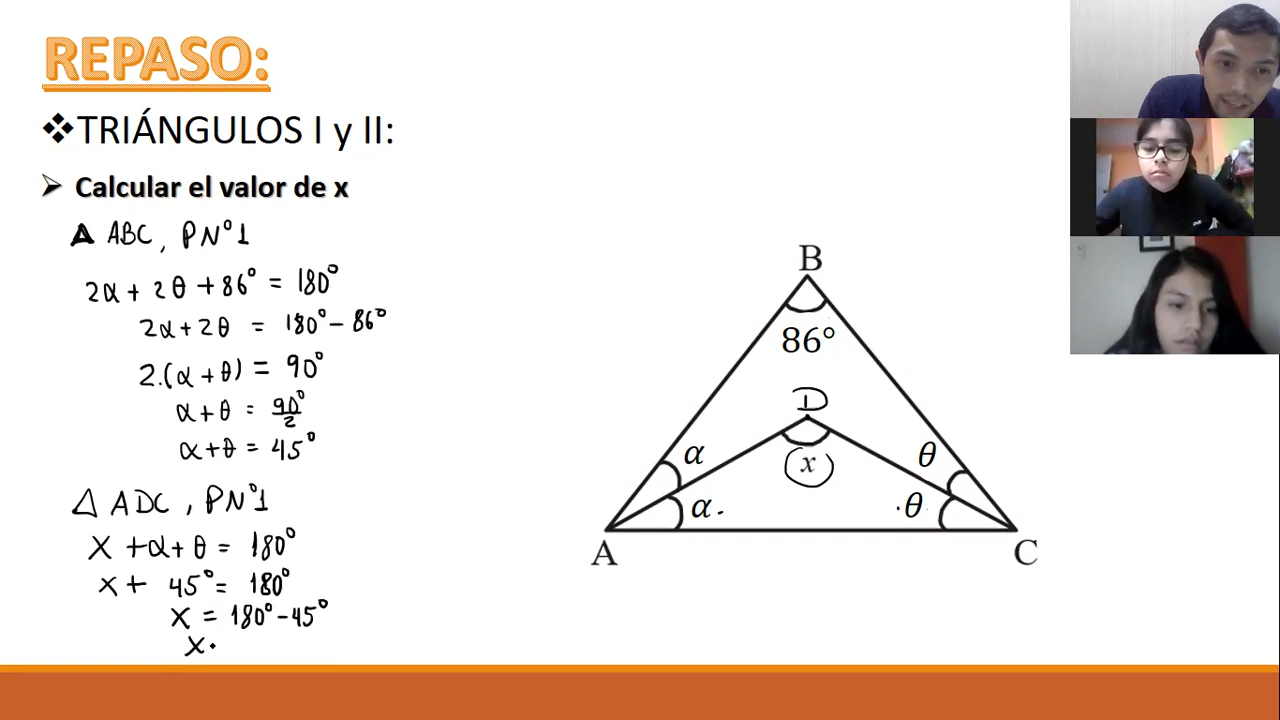 REPASO:
❖TRIÁNGULOS I y II:
➤ Calcular el valor de x
△ ABC, PN°1
2α + 2θ + 86° = 180°
2α + 2θ = 180° - 86°
2.(α + θ) = 90°
α + θ = 90°/2
α + θ = 45°
△ ADC, PN°1
x + α + θ = 180°
x + 45° = 180°
x = 180° - 45°
x
B
86°
D
x
α
θ
α
θ
A
C